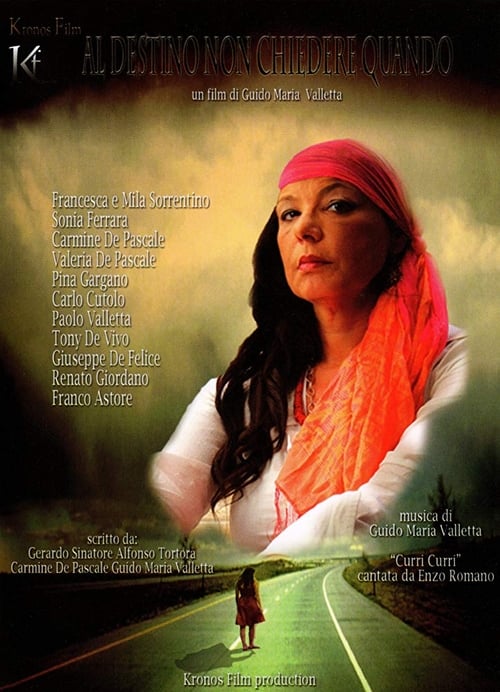 Kronos Film
Kf
AL DESTINO NON CHIEDERE QUANDO
un film di Guido Maria Valletta
Francesca e Mila Sorrentino
Sonia Ferrara
Carmine De Pascale
Valeria De Pascale
Pina Gargano
Carlo Cutolo
Paolo Valletta
Tony De Vivo
Giuseppe De Felice
Renato Giordano
Franco Astore
musica di
Guido Maria Valletta
"Curri Curri"
cantata da Enzo Romano
scritto da:
Gerardo Sinatore Alfonso Tortora
Carmine De Pascale Guido Maria Valletta
Kronos Film production